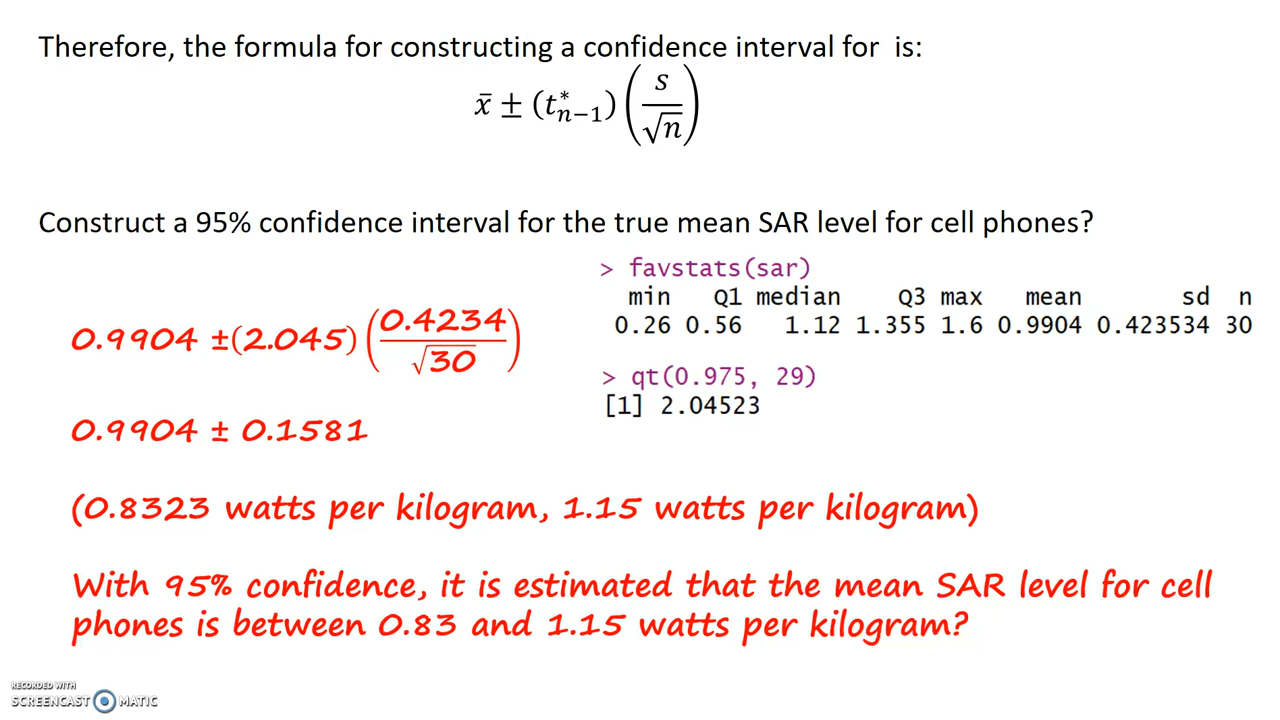 Therefore, the formula for constructing a confidence interval for  is:
x̄ ± (t*ₙ₋₁) (s/√n)
Construct a 95% confidence interval for the true mean SAR level for cell phones?
> favstats(sar)
min Q1 median Q3 max mean sd n
0.26 0.56 1.12 1.355 1.6 0.9904 0.423534 30
0.9904 ±(2.045) (0.4234/√30)
> qt(0.975, 29)
[1] 2.04523
0.9904 ± 0.1581
(0.8323 watts per kilogram, 1.15 watts per kilogram)
With 95% confidence, it is estimated that the mean SAR level for cell
phones is between 0.83 and 1.15 watts per kilogram?
RECORDED WITH
SCREENCAST MATIC